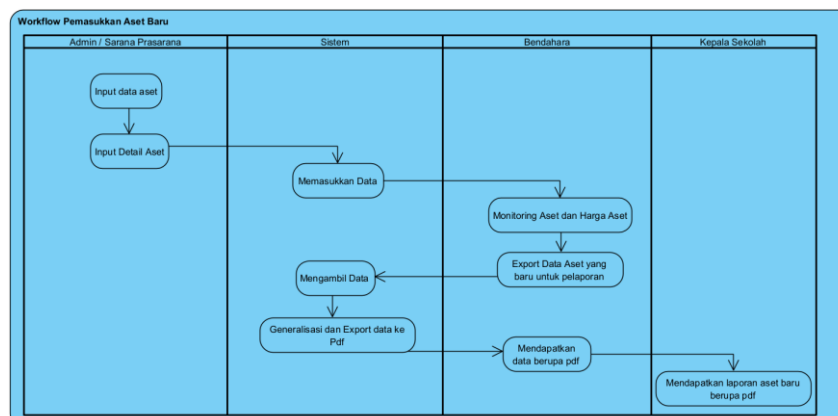 Workflow Pemasukkan Aset Baru
Admin / Sarana Prasarana
Sistem
Bendahara
Kepala Sekolah
Input data aset
Input Detail Aset
Memasukkan Data
Monitoring Aset dan Harga Aset
Export Data Aset yang
baru untuk pelaporan
Mengambil Data
Generalisasi dan Export data ke
Pdf
Mendapatkan
data berupa pdf
Mendapatkan laporan aset baru
berupa pdf